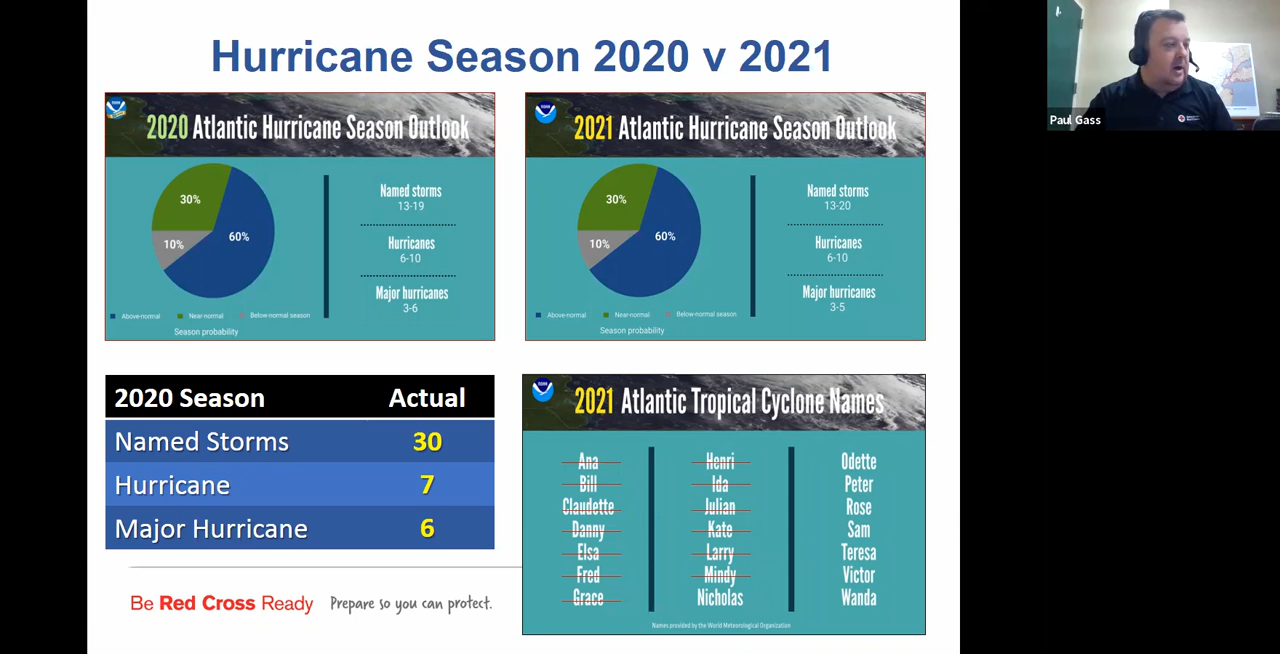 Hurricane Season 2020 v 2021
2020 Atlantic Hurricane Season Outlook
30%
10%
60%
Named storms
13-19
Hurricanes
6-10
Major hurricanes
3-6
Above-normal Near-normal Below-normal season
Season probability
2021 Atlantic Hurricane Season Outlook
30%
10%
60%
Named storms
13-20
Hurricanes
6-10
Major hurricanes
3-5
Above-normal Near-normal Below-normal season
Season probability
2020 Season Actual
Named Storms 30
Hurricane 7
Major Hurricane 6
Be Red Cross Ready Prepare so you can protect.
2021 Atlantic Tropical Cyclone Names
Ana Henri Odette
Bill Ida Peter
Claudette Julian Rose
Danny Kate Sam
Elsa Larry Teresa
Fred Mindy Victor
Grace Nicholas Wanda
Names provided by the World Meteorological Organization
Paul Gass